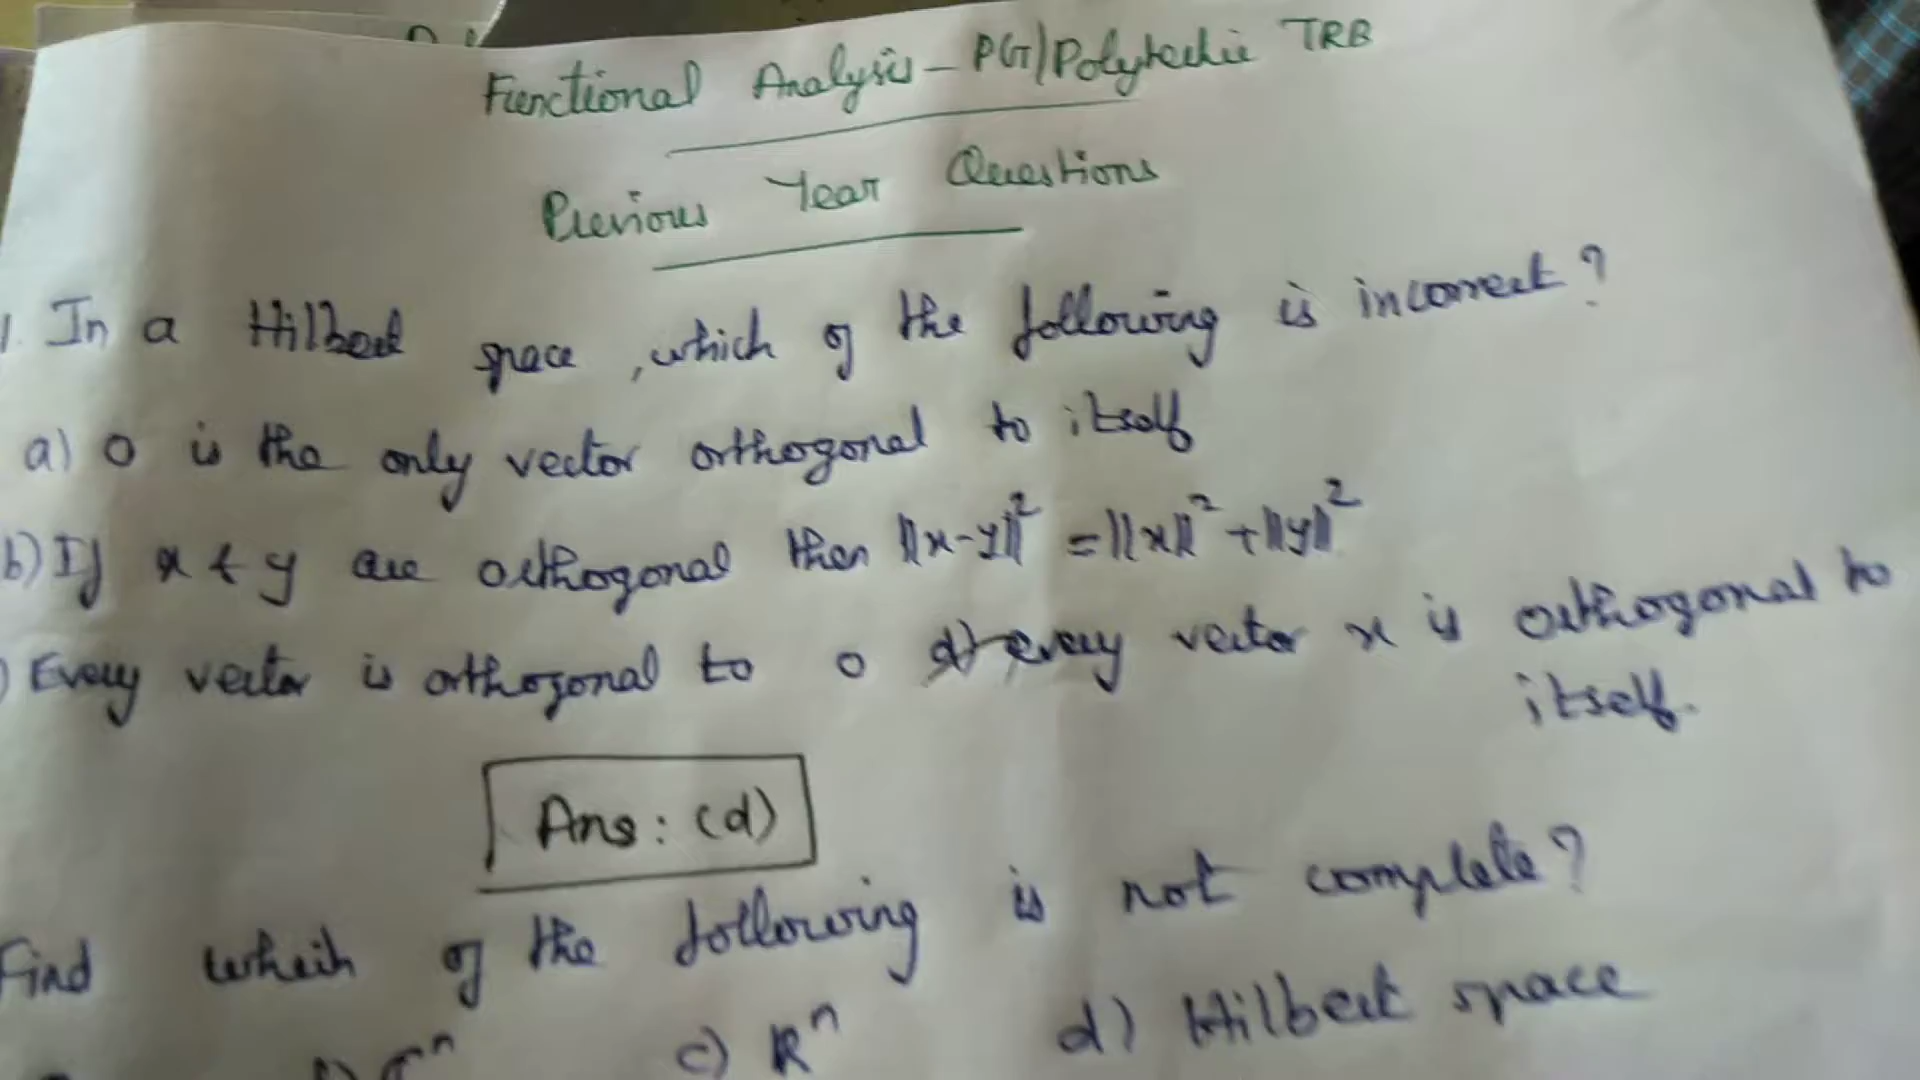 Functional Analysis - PG/Polytechic TRB
Previous Year Questions
1. In a Hilbert space, which of the following is incorrect?
a) 0 is the only vector orthogonal to itself
b) If x & y are orthogonal then ||x-y||² = ||x||² + ||y||²
) Every vector is orthogonal to 0 d) every vector x is orthogonal to
itself.
Ans: (d)
Find which of the following is not complete?
c) Rⁿ d) Hilbert space